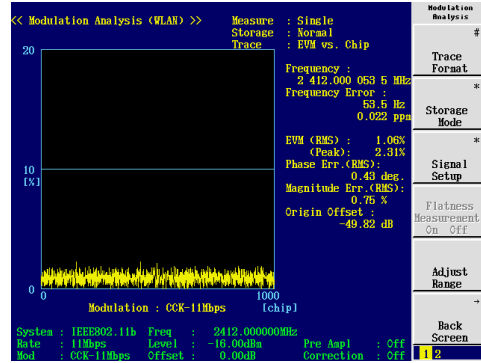 << Modulation Analysis (WLAN) >>
Measure : Single
Storage : Normal
Trace : EVM vs. Chip
20
10
[%]
0
0
1000
[chip]
Modulation : CCK-11Mbps
Frequency :
2 412.000 053 5 MHz
Frequency Error :
53.5 Hz
0.022 ppm
EVM (RMS) : 1.06%
(Peak): 2.31%
Phase Err.(RMS):
0.43 deg.
Magnitude Err.(RMS):
0.75 %
Origin Offset :
-49.32 dB
System : IEEE802.11b Freq : 2412.000000MHz
Rate : 11Mbps Level : -16.00dBm Pre Ampl : Off
Mod : CCK-11Mbps Offset : 0.00dB Correction : Off
Modulation
Analysis
#
Trace
Format
*
Storage
Mode
*
Signal
Setup
Flatness
Measurement
On Off
Adjust
Range
→
Back
Screen
1 2